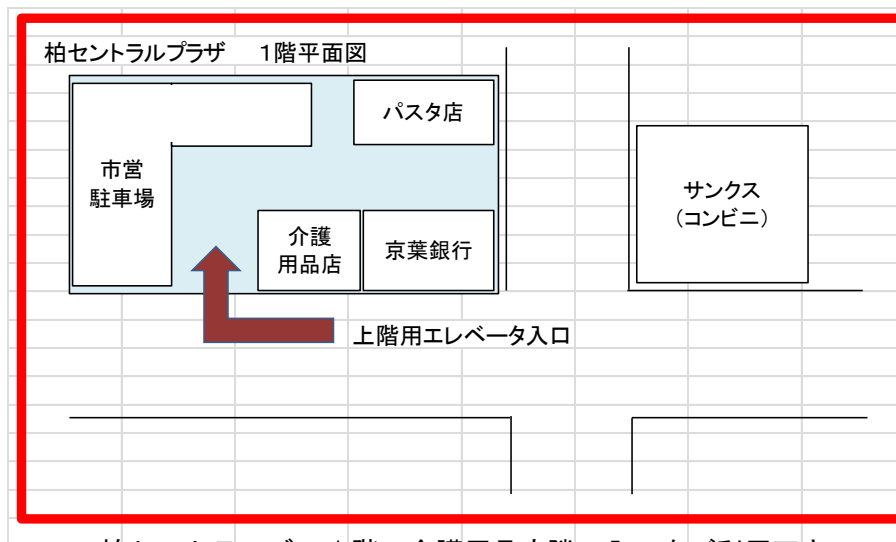 柏セントラルプラザ　1階平面図
パスタ店
市営
駐車場
サンクス
（コンビニ）
介護
用品店
京葉銀行
上階用エレベータ入口